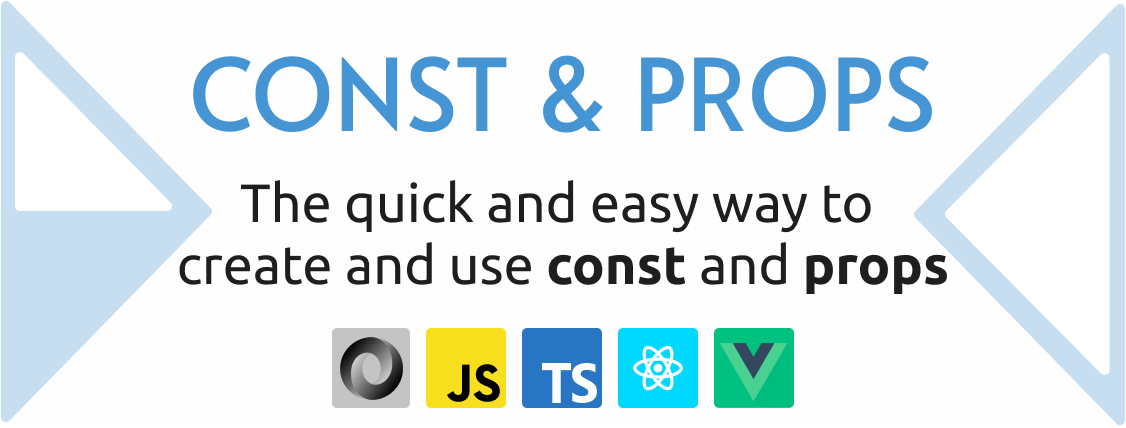 CONST & PROPS
The quick and easy way to
create and use const and props
JS TS